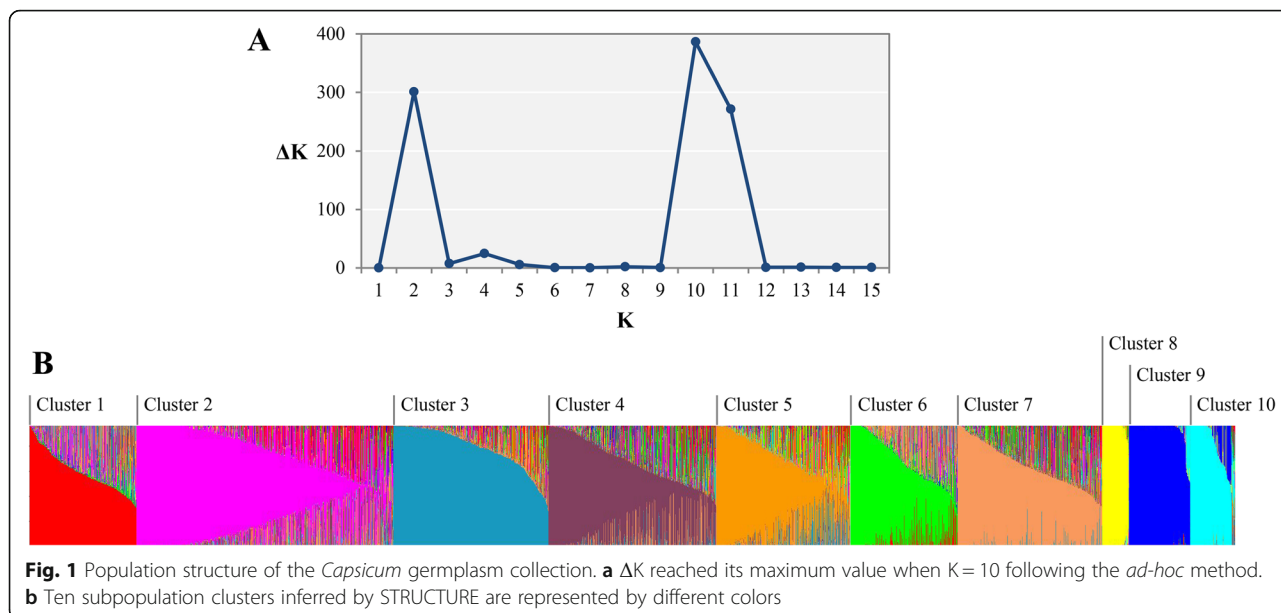 A
400
300
ΔK
200
100
0
1 2 3 4 5 6 7 8 9 10 11 12 13 14 15
K
B
Cluster 8
Cluster 9
Cluster 1 Cluster 2 Cluster 3 Cluster 4 Cluster 5 Cluster 6 Cluster 7 Cluster 10
Fig. 1 Population structure of the Capsicum germplasm collection. a ΔK reached its maximum value when K = 10 following the ad-hoc method.
b Ten subpopulation clusters inferred by STRUCTURE are represented by different colors